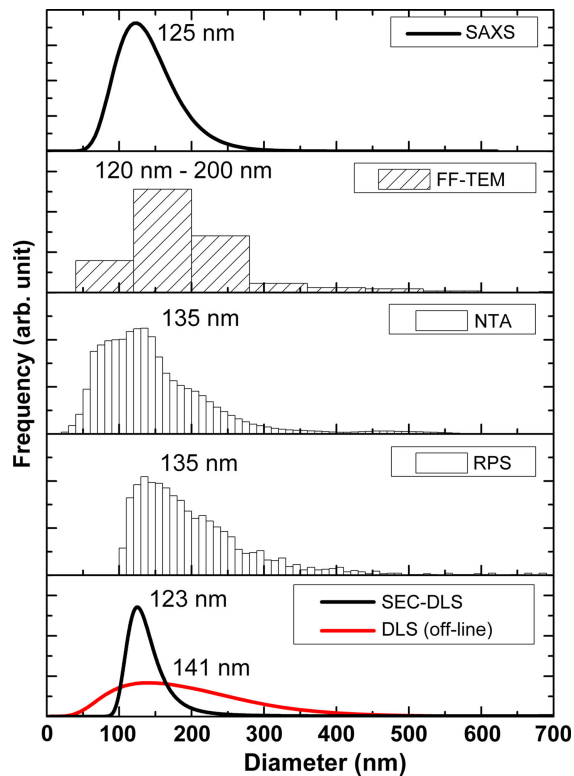 125 nm
SAXS
120 nm - 200 nm
FF-TEM
135 nm
NTA
135 nm
RPS
123 nm
SEC-DLS
DLS (off-line)
141 nm
Frequency (arb. unit)
0 100 200 300 400 500 600 700
Diameter (nm)